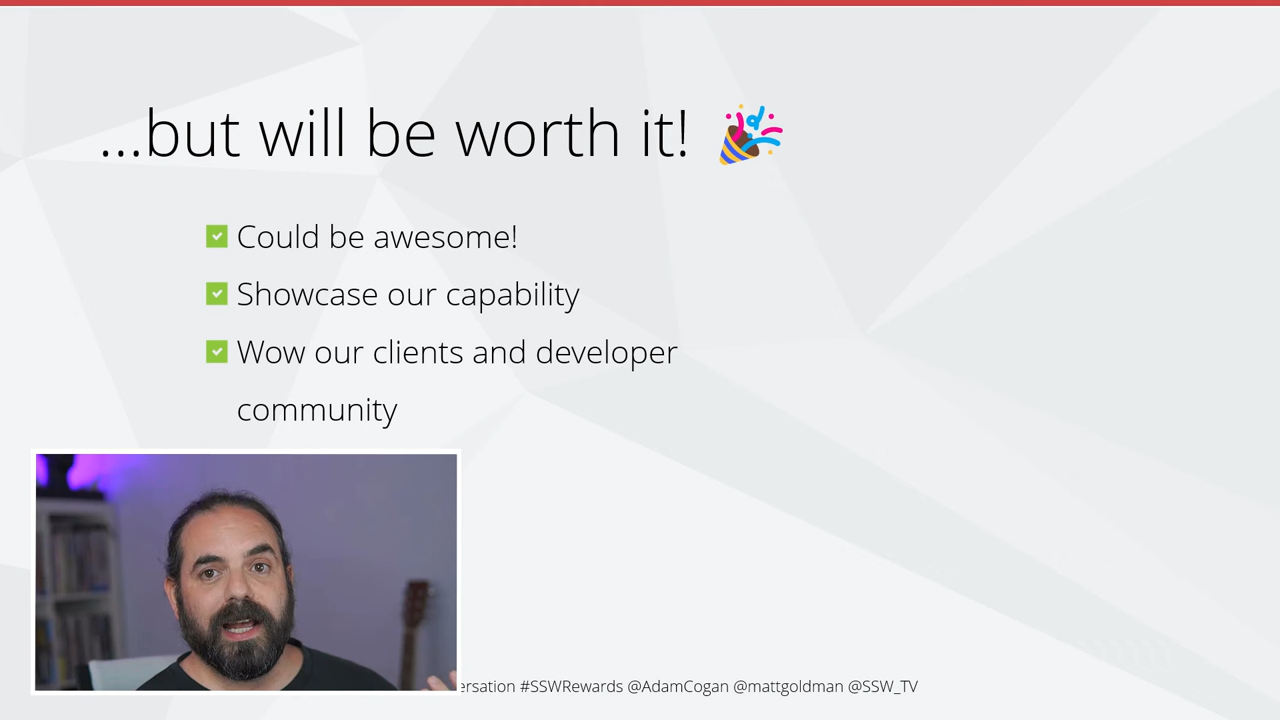 ...but will be worth it! 🎉
Could be awesome!
Showcase our capability
Wow our clients and developer
community
#SSWRewards @AdamCogan @mattgoldman @SSW_TV